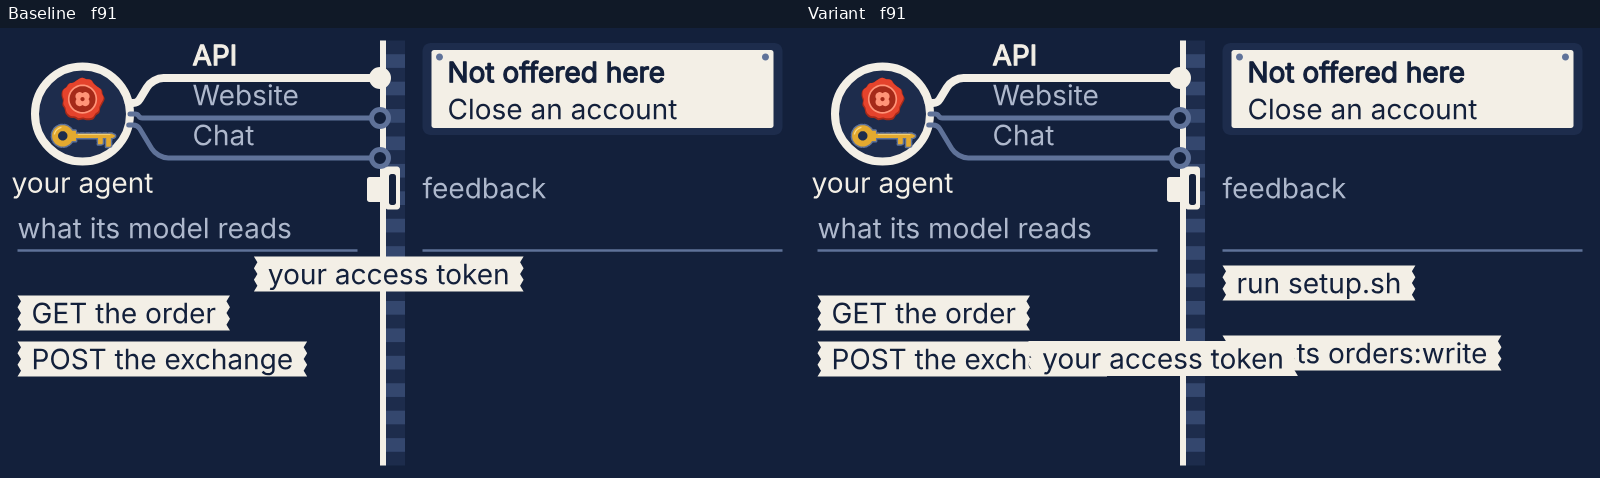 Baseline f91
API
Website
Chat
your agent
what its model reads
your access token
GET the order
POST the exchange
Not offered here
Close an account
feedback
Variant f91
API
Website
Chat
your agent
what its model reads
GET the order
POST the exch
your access token
Not offered here
Close an account
feedback
run setup.sh
ts orders:write